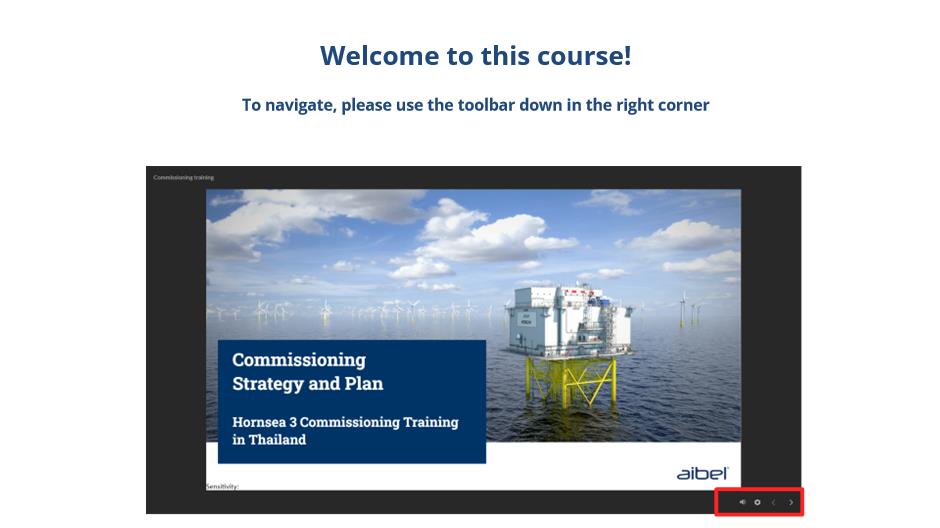 Welcome to this course!
To navigate, please use the toolbar down in the right corner
Commissioning training
Commissioning
Strategy and Plan
Hornsea 3 Commissioning Training
in Thailand
aibel
Sensitivity: